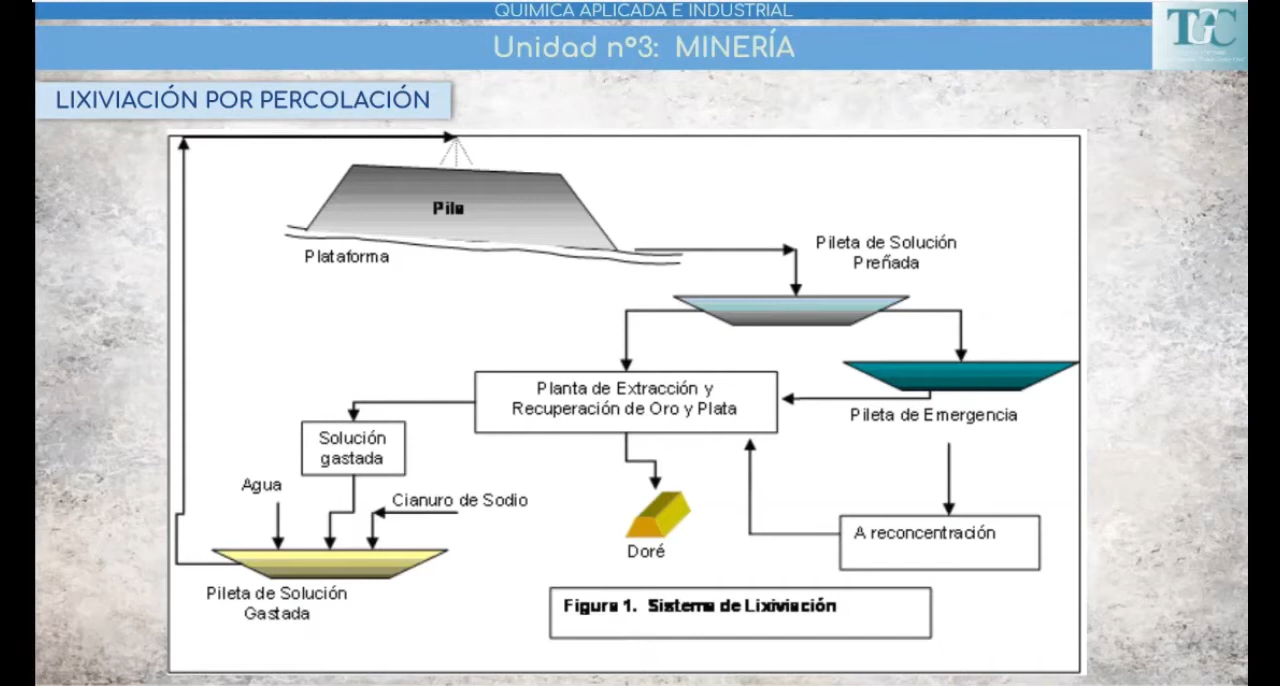 QUIMICA APLICADA E INDUSTRIAL
Unidad nº3: MINERÍA
TGC
LIXIVIACIÓN POR PERCOLACIÓN
Pila
Plataforma
Pileta de Solución
Preñada
Planta de Extracción y
Recuperación de Oro y Plata
Pileta de Emergencia
Solución
gastada
Agua
Cianuro de Sodio
A reconcentración
Doré
Pileta de Solución
Gastada
Figura 1. Sistema de Lixiviación